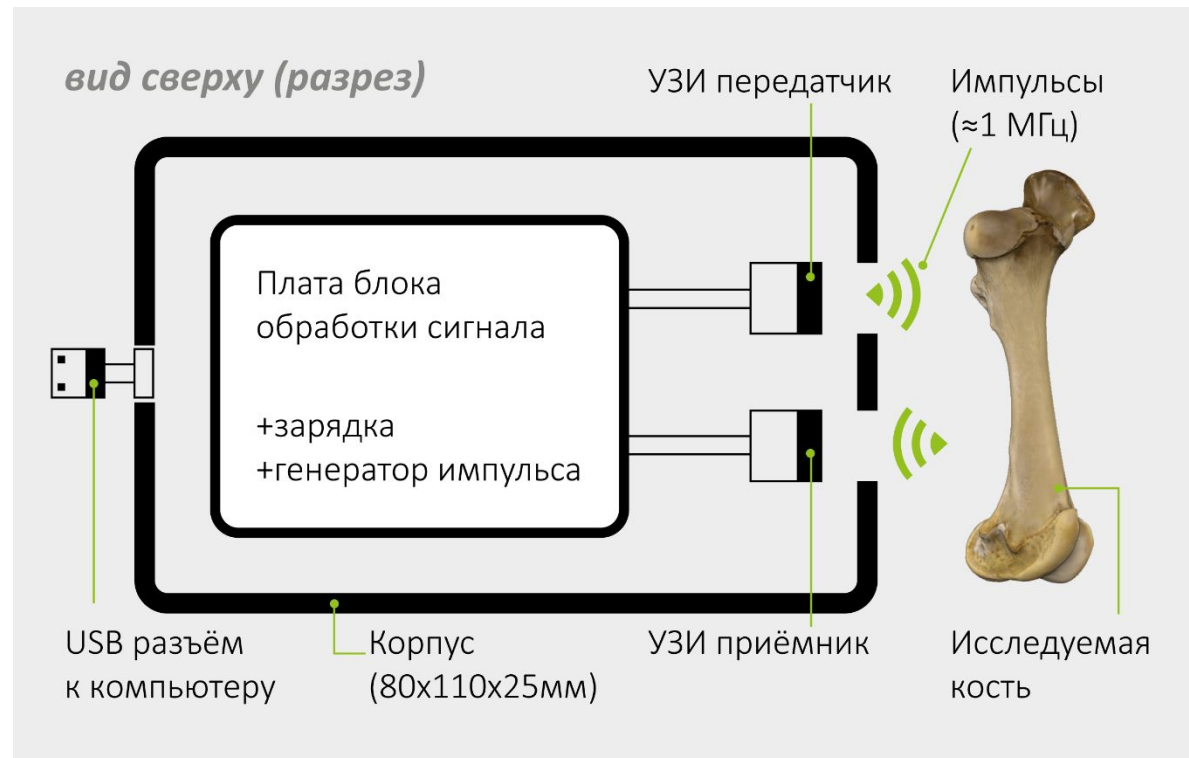 вид сверху (разрез)
УЗИ передатчик
Импульсы
(≈1 МГц)
Плата блока
обработки сигнала
+зарядка
+генератор импульса
USB разъём
к компьютеру
Корпус
(80х110х25мм)
УЗИ приёмник
Исследуемая
кость